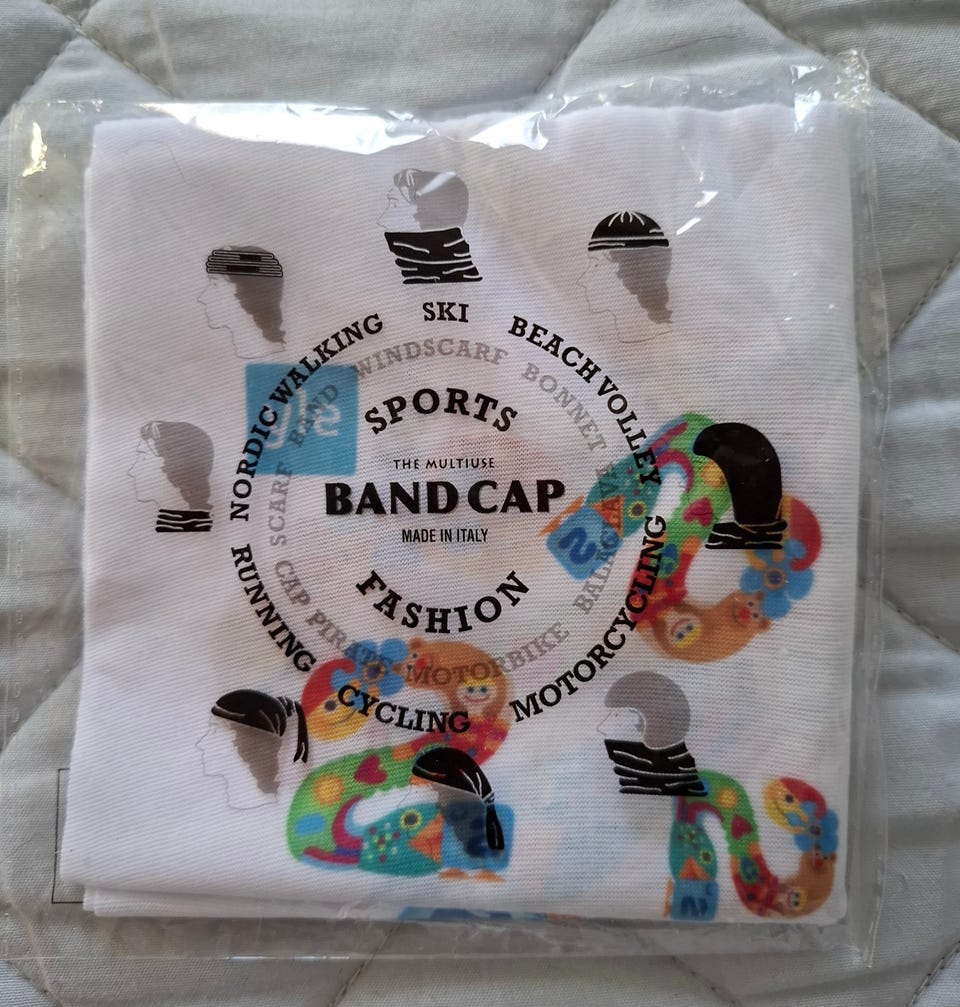 NORDIC WALKING
SKI
BEACH VOLLEY
MOTORCYCLING
CYCLING
RUNNING
WINDSCARF
BONNET
BALACLAVA
MOTORBIKE
CAP PIRATE
SCARF
BAND
SPORTS
THE MULTIUSE
BAND CAP
MADE IN ITALY
FASHION